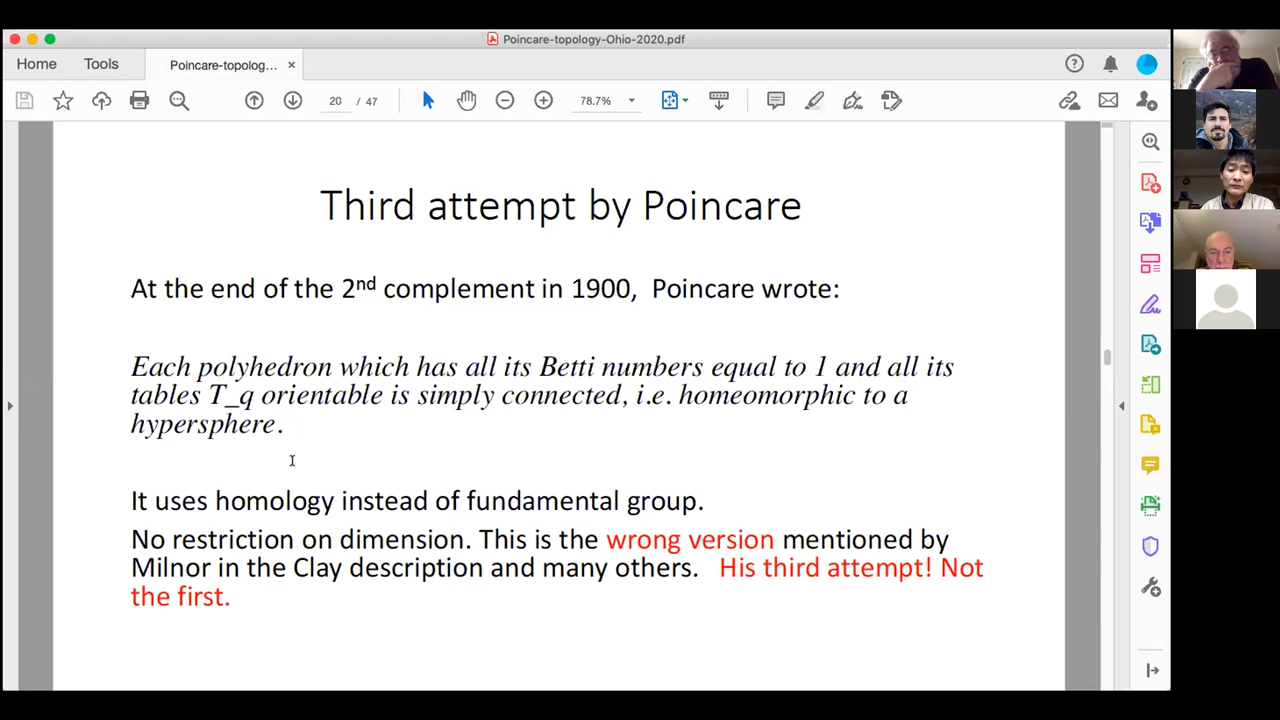 Poincare-topology-Ohio-2020.pdf
Home Tools Poincare-topolog... ×
20 / 47 78.7%
Third attempt by Poincare
At the end of the 2nd complement in 1900, Poincare wrote:
Each polyhedron which has all its Betti numbers equal to 1 and all its
tables T_q orientable is simply connected, i.e. homeomorphic to a
hypersphere.
It uses homology instead of fundamental group.
No restriction on dimension. This is the wrong version mentioned by
Milnor in the Clay description and many others. His third attempt! Not
the first.